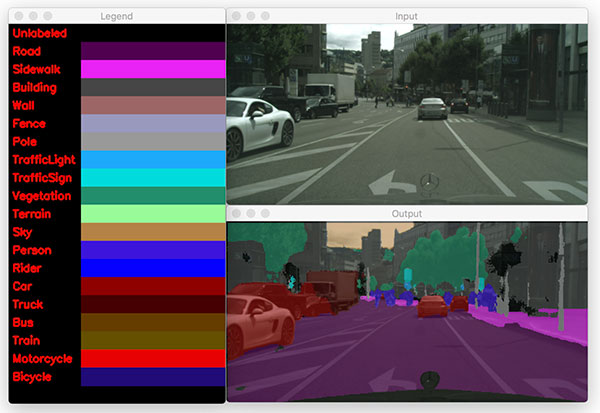 Legend
Unlabeled
Road
Sidewalk
Building
Wall
Fence
Pole
TrafficLight
TrafficSign
Vegetation
Terrain
Sky
Person
Rider
Car
Truck
Bus
Train
Motorcycle
Bicycle
Input
Output